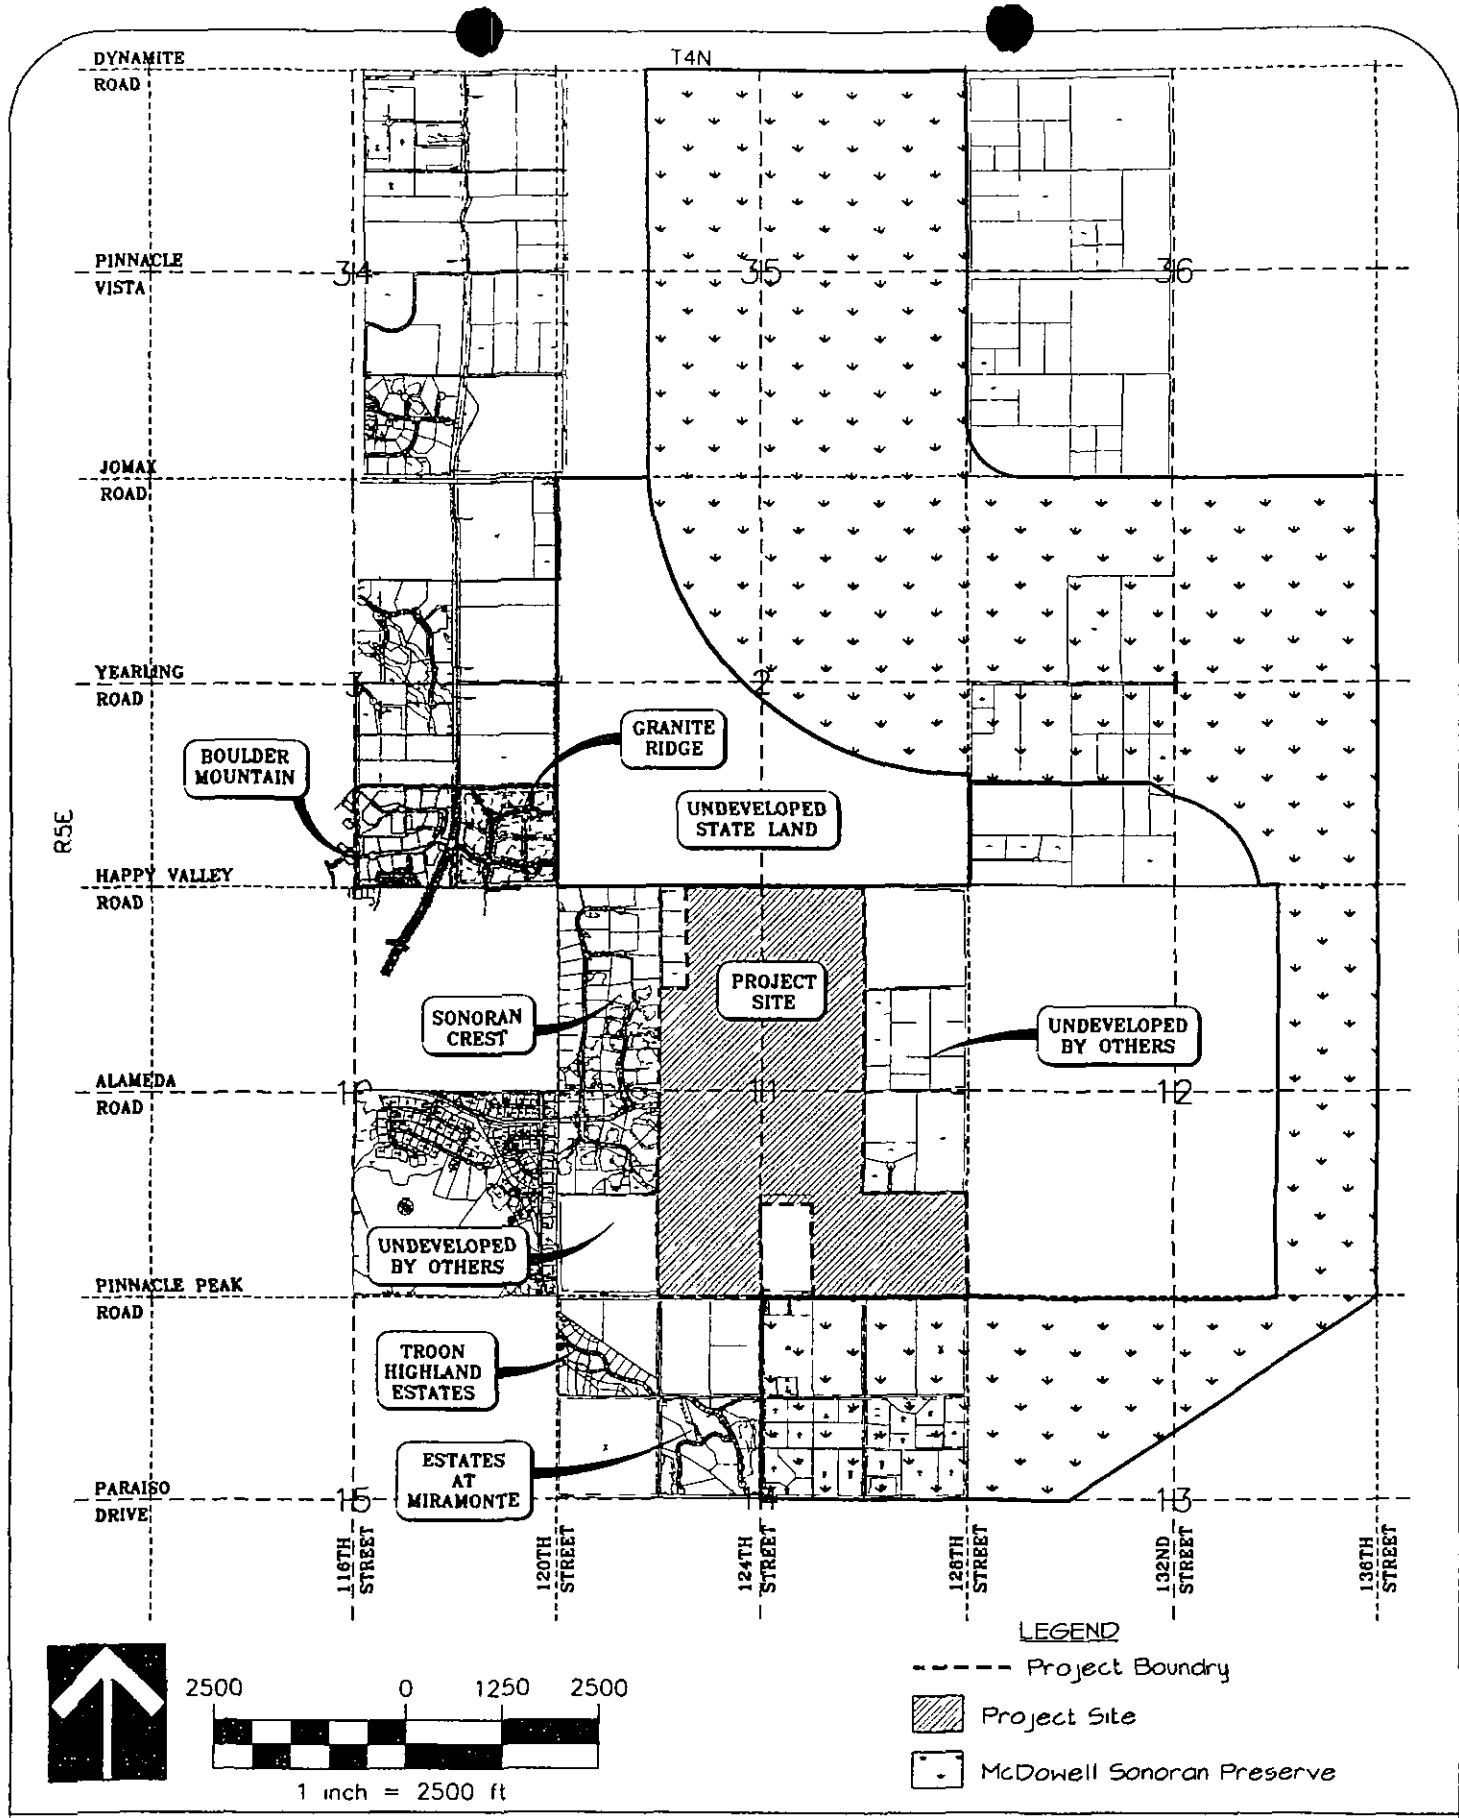 T4N
DYNAMITE
ROAD
PINNACLE
VISTA
34
35
36
JOMAX
ROAD
YEARLING
ROAD
3
2
GRANITE
RIDGE
BOULDER
MOUNTAIN
UNDEVELOPED
STATE LAND
R5E
HAPPY VALLEY
ROAD
PROJECT
SITE
SONORAN
CREST
UNDEVELOPED
BY OTHERS
ALAMEDA
ROAD
10
11
12
UNDEVELOPED
BY OTHERS
PINNACLE PEAK
ROAD
TROON
HIGHLAND
ESTATES
ESTATES
AT
MIRAMONTE
PARAISO
DRIVE
15
14
13
116TH
STREET
120TH
STREET
124TH
STREET
128TH
STREET
132ND
STREET
136TH
STREET
LEGEND
Project Boundry
Project Site
McDowell Sonoran Preserve
2500 0 1250 2500
1 inch = 2500 ft